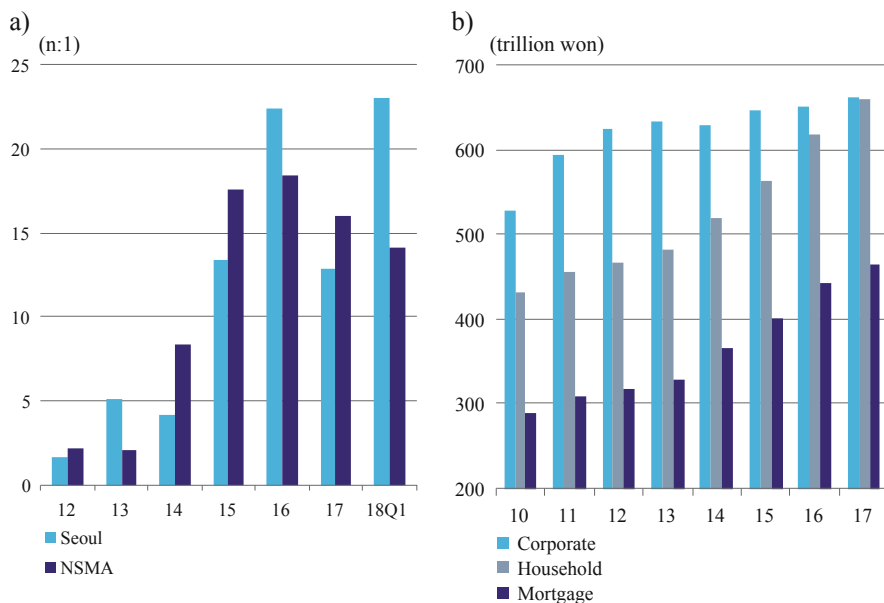 a)
(n:1)
25
20
15
10
5
0
12 13 14 15 16 17 18Q1
Seoul
NSMA
b)
(trillion won)
700
600
500
400
300
200
10 11 12 13 14 15 16 17
Corporate
Household
Mortgage